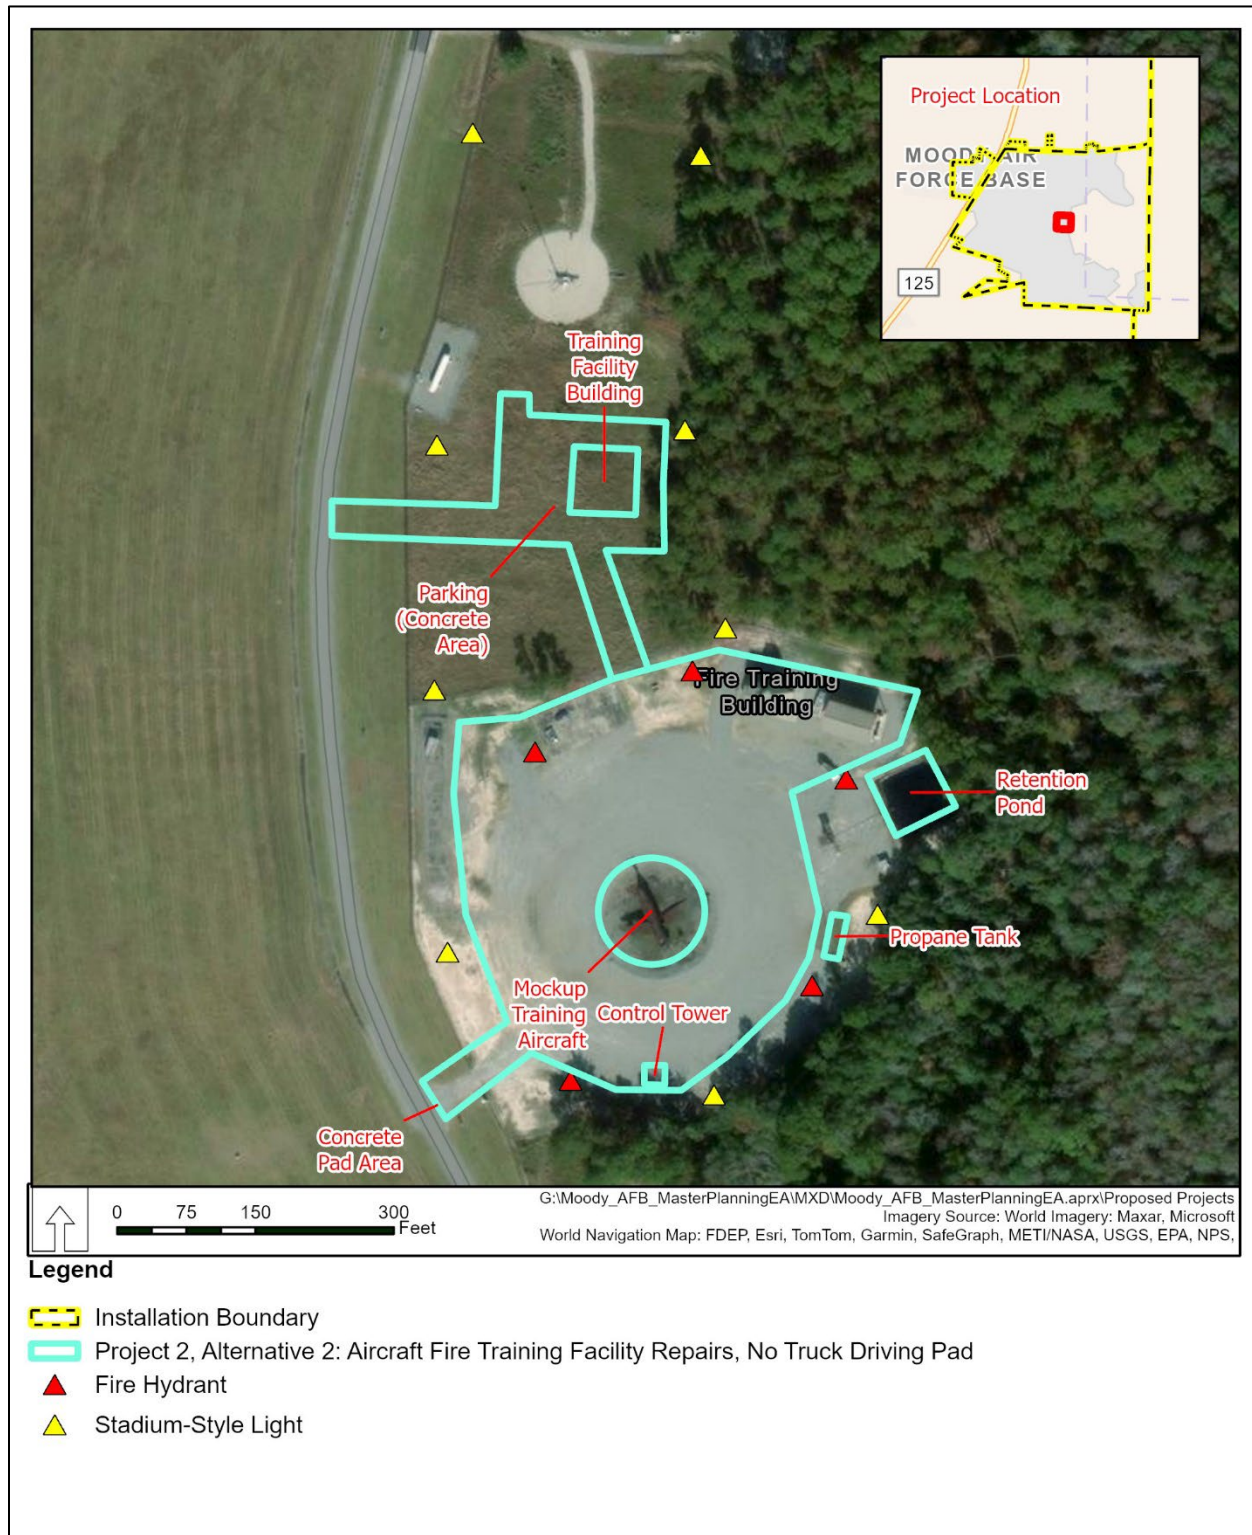 Project Location
MOODY AIR
FORCE BASE
125
Training
Facility
Building
Parking
(Concrete
Area)
Fire Training
Building
Retention
Pond
Propane Tank
Mockup
Training
Aircraft
Control Tower
Concrete
Pad Area
0 75 150 300
Feet
G:\Moody_AFB_MasterPlanningEA\MXD\Moody_AFB_MasterPlanningEA.aprx\Proposed Projects
Imagery Source: World Imagery: Maxar, Microsoft
World Navigation Map: FDEP, Esri, TomTom, Garmin, SafeGraph, METI/NASA, USGS, EPA, NPS,
Legend
Installation Boundary
Project 2, Alternative 2: Aircraft Fire Training Facility Repairs, No Truck Driving Pad
Fire Hydrant
Stadium-Style Light